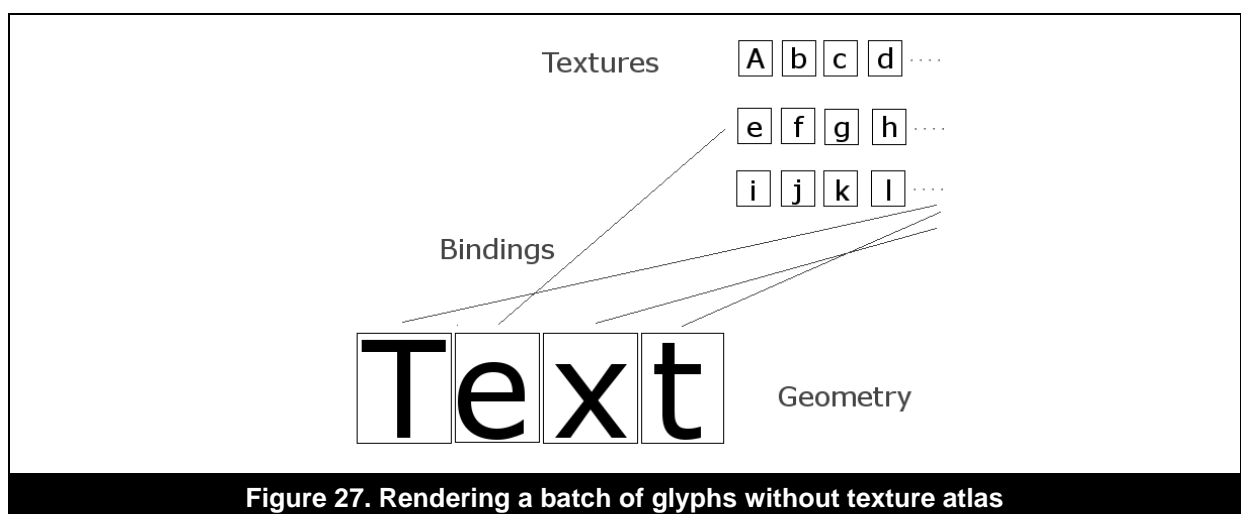 Textures
A b c d ....
e f g h ....
i j k l ....
Bindings
Text
Geometry
Figure 27. Rendering a batch of glyphs without texture atlas